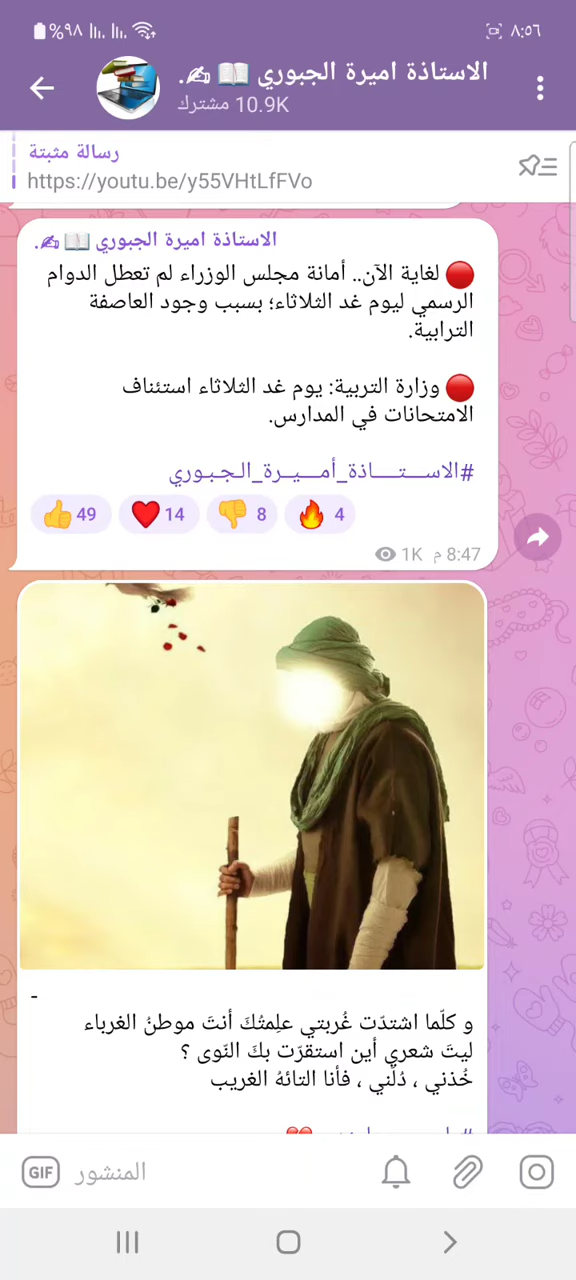 ٨:٥٦
%٩٨
الاستاذة اميرة الجبوري 📖 ✍.
10.9K مشترك
رسالة مثبتة
https://youtu.be/y55VHtLfFVo
الاستاذة اميرة الجبوري 📖 ✍.
🔴 لغاية الآن.. أمانة مجلس الوزراء لم تعطل الدوام
الرسمي ليوم غد الثلاثاء؛ بسبب وجود العاصفة
الترابية.
🔴 وزارة التربية: يوم غد الثلاثاء استئناف
الامتحانات في المدارس.
#الاســـتـــــاذة_أمـــيـــرة_الـجـبـوري
👍 49 ❤ 14 👎 8 🔥 4
1K 8:47 م
-
و كلّما اشتدّت غُربتي علِمتُكَ أنتَ موطنُ الغرباء
ليتَ شعري أين استقرّت بكَ النّوى ؟
خُذني ، دُلّني ، فأنا التائهُ الغريب
المنشور
GIF